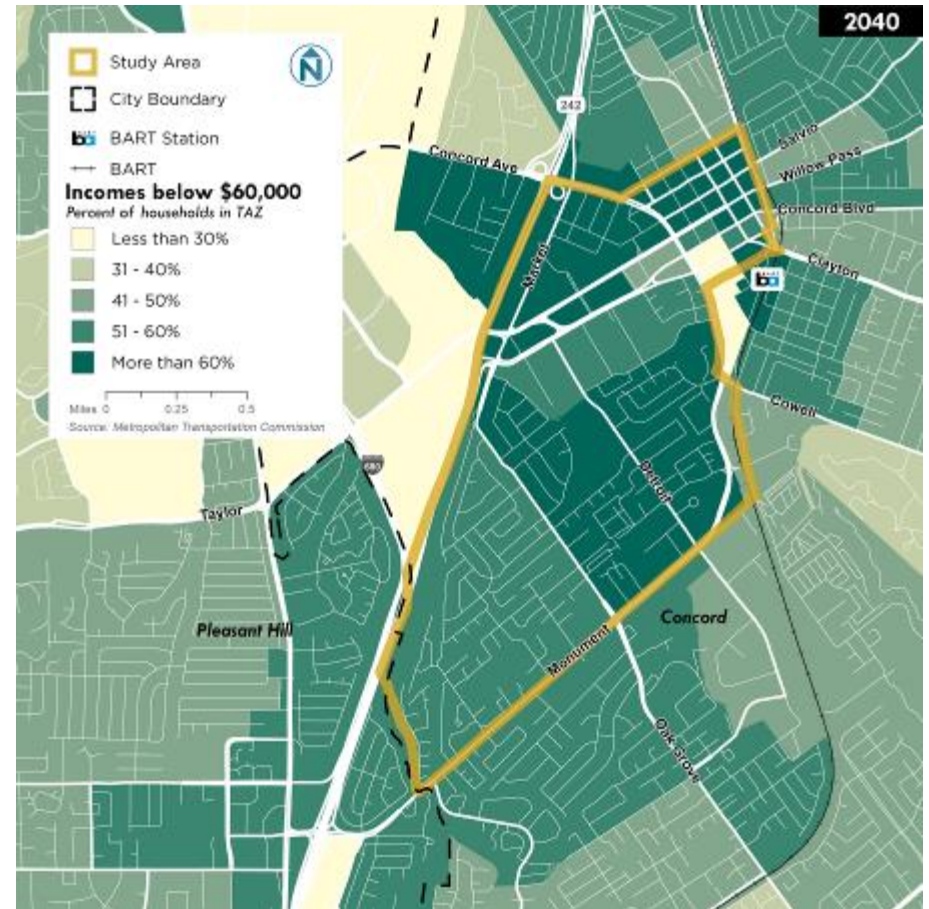 2040
Study Area
City Boundary
BART Station
BART
Incomes below $60,000
Percent of households in TAZ
Less than 30%
31 - 40%
41 - 50%
51 - 60%
More than 60%
Miles 0 0.25 0.5
Source: Metropolitan Transportation Commission
N
242
Concord Ave
Salvio
Willow Pass
Concord Blvd
Clayton
Market
ba
Cowell
680
Detroit
Taylor
Pleasant Hill
Concord
Monument
Oak Grove